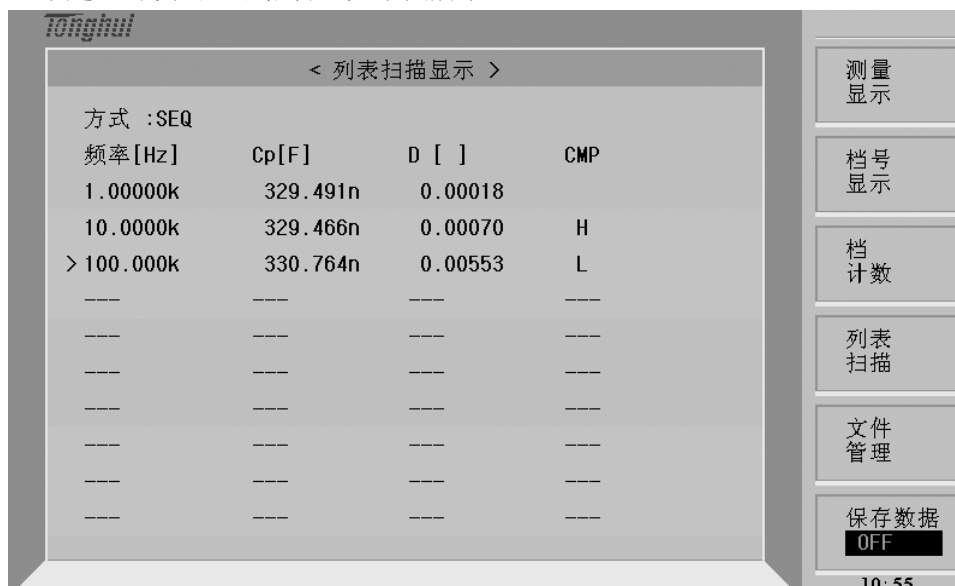 Tonghui
< 列表扫描显示 >
方式 :SEQ
频率[Hz] Cp[F] D [ ] CMP
1.00000k 329.491n 0.00018
10.0000k 329.466n 0.00070 H
>100.000k 330.764n 0.00553 L
--- --- --- ---
--- --- --- ---
--- --- --- ---
--- --- --- ---
--- --- --- ---
--- --- --- ---
--- --- --- ---
测量
显示
档号
显示
档
计数
列表
扫描
文件
管理
保存数据
OFF
10:55